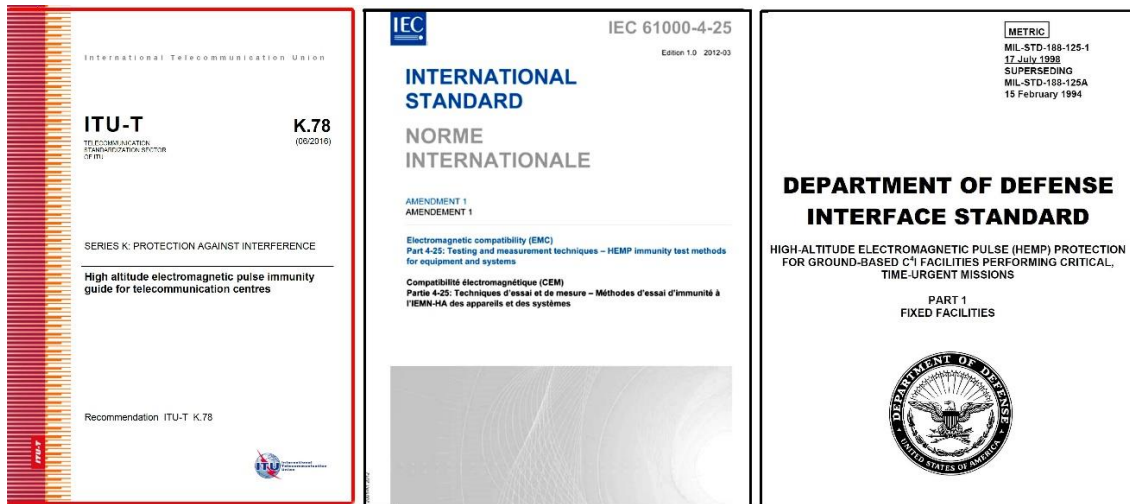 International Telecommunication Union
ITU-T
K.78
TELECOMMUNICATION
STANDARDIZATION SECTOR
OF ITU
(06/2016)
SERIES K: PROTECTION AGAINST INTERFERENCE
High altitude electromagnetic pulse immunity
guide for telecommunication centres
Recommendation ITU-T K.78
ITU-T
ITU
International
Telecommunication
Union
IEC
IEC 61000-4-25
Edition 1.0 2012-03
INTERNATIONAL
STANDARD
NORME
INTERNATIONALE
AMENDMENT 1
AMENDEMENT 1
Electromagnetic compatibility (EMC)
Part 4-25: Testing and measurement techniques – HEMP immunity test methods
for equipment and systems
Compatibilité électromagnétique (CEM)
Partie 4-25: Techniques d'essai et de mesure – Méthodes d'essai d'immunité à
l'IEMN-HA des appareils et des systèmes
METRIC
MIL-STD-188-125-1
17 July 1998
SUPERSEDING
MIL-STD-188-125A
15 February 1994
DEPARTMENT OF DEFENSE
INTERFACE STANDARD
HIGH-ALTITUDE ELECTROMAGNETIC PULSE (HEMP) PROTECTION
FOR GROUND-BASED C⁴I FACILITIES PERFORMING CRITICAL,
TIME-URGENT MISSIONS
PART 1
FIXED FACILITIES
DEPARTMENT OF DEFENSE
UNITED STATES OF AMERICA